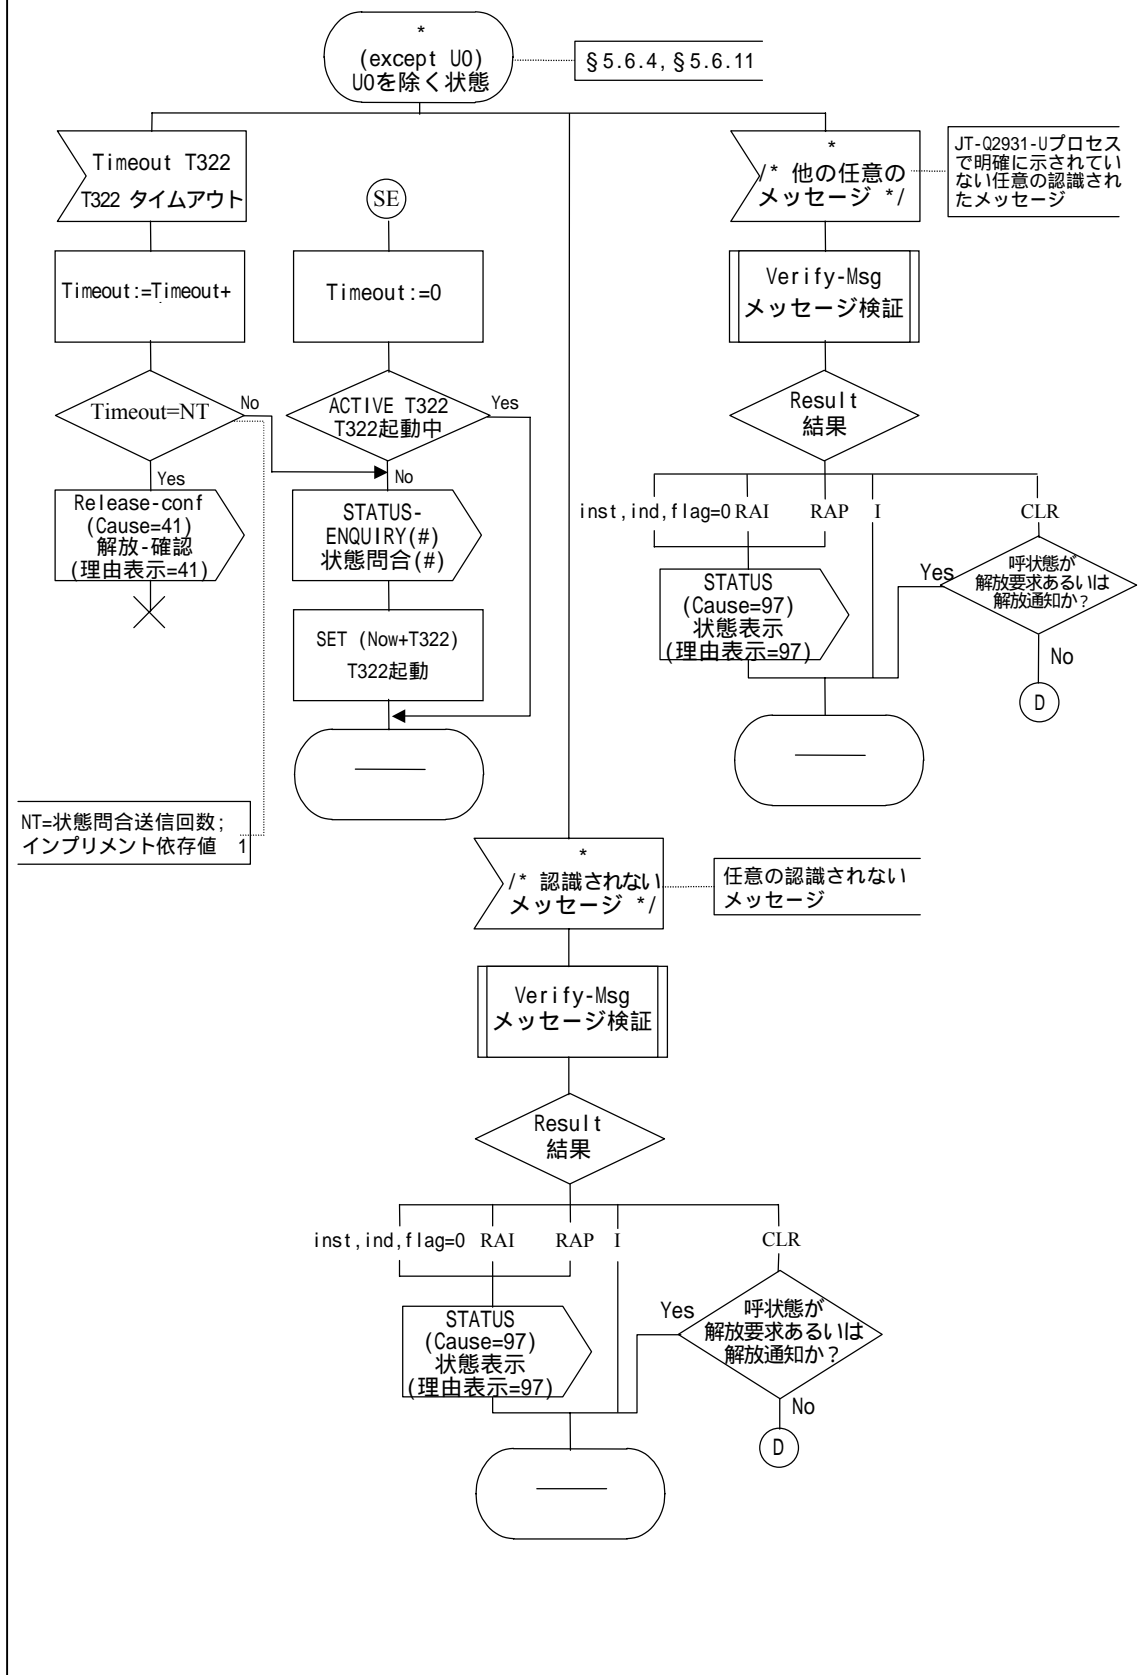 *
(except U0)
U0を除く状態
§5.6.4, §5.6.11
Timeout T322
T322 タイムアウト
SE
*
/* 他の任意の
メッセージ */
JT-Q2931-Uプロセス
で明確に示されてい
ない任意の認識され
たメッセージ
Timeout:=Timeout+
Timeout:=0
Verify-Msg
メッセージ検証
Timeout=NT
No
Yes
ACTIVE T322
T322起動中
Yes
No
Result
結果
Release-conf
(Cause=41)
解放-確認
(理由表示=41)
STATUS-
ENQUIRY(#)
状態問合(#)
SET (Now+T322)
T322起動
inst,ind,flag=0 RAI RAP I CLR
STATUS
(Cause=97)
状態表示
(理由表示=97)
Yes
呼状態が
解放要求あるいは
解放通知か?
No
D
NT=状態問合送信回数;
インプリメント依存値 1
*
/* 認識されない
メッセージ */
任意の認識されない
メッセージ
Verify-Msg
メッセージ検証
Result
結果
inst,ind,flag=0 RAI RAP I CLR
STATUS
(Cause=97)
状態表示
(理由表示=97)
Yes
呼状態が
解放要求あるいは
解放通知か?
No
D